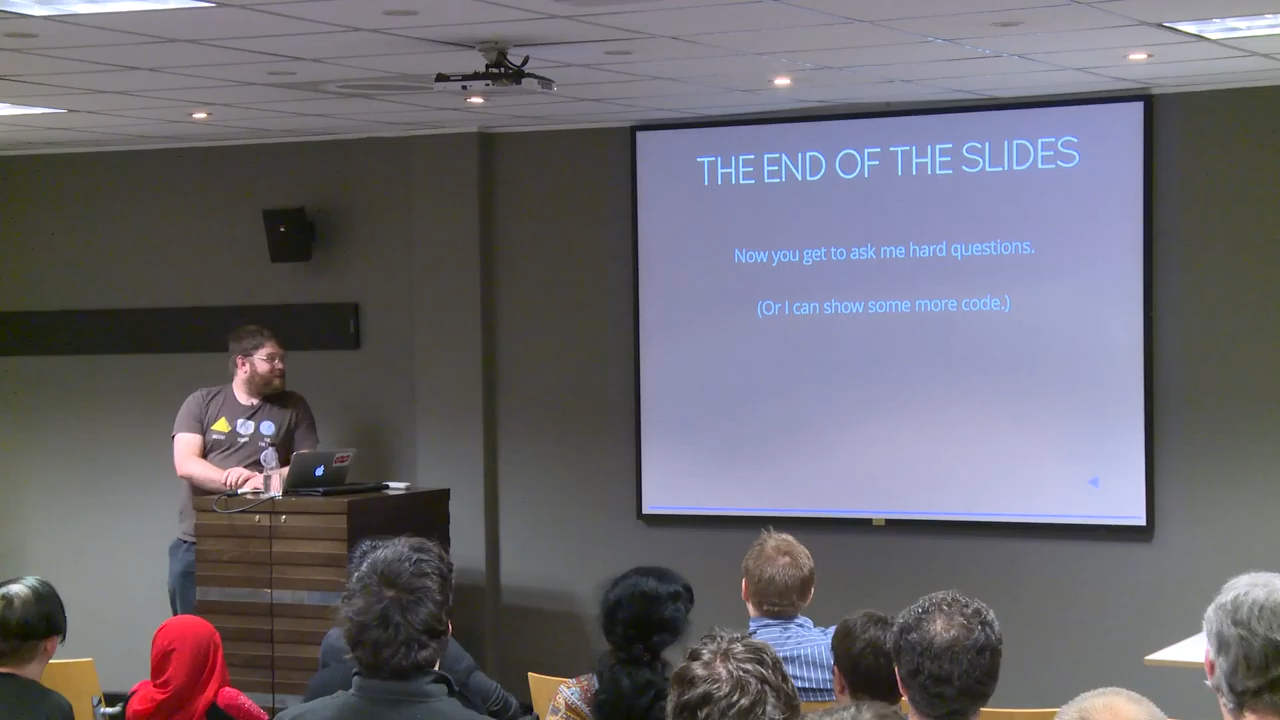 THE END OF THE SLIDES
Now you get to ask me hard questions.
(Or I can show some more code.)